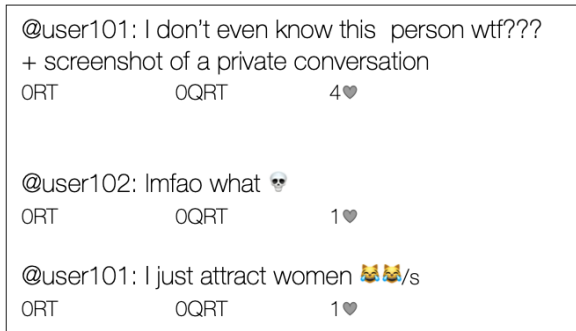 @user101: I don’t even know this person wtf???
+ screenshot of a private conversation
0RT 0QRT 4🖤
@user102: lmfao what 💀
0RT 0QRT 1🖤
@user101: I just attract women 😹😹/s
0RT 0QRT 1🖤